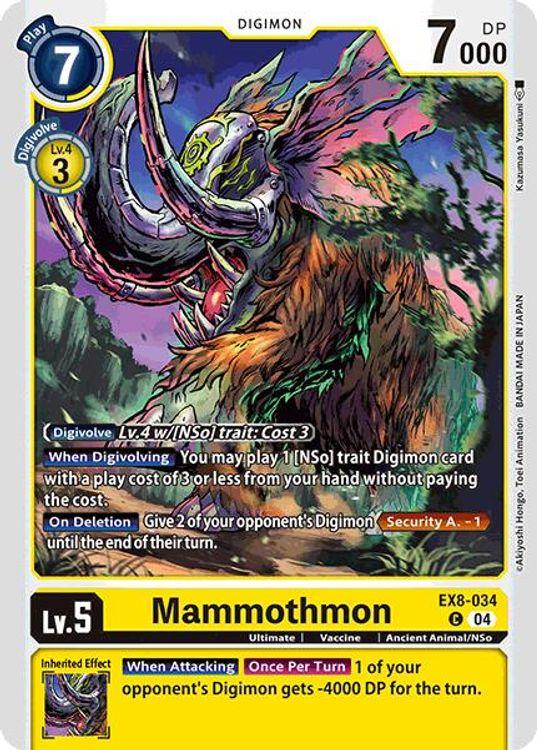 DIGIMON
Play
7
7000
DP
Digivolve
Lv.4
3
Kazumasa Yasukuni
BANDAI MADE IN JAPAN
©Akiyoshi Hongo, Toei Animation
Digivolve Lv.4 w/[NSo] trait: Cost 3
When Digivolving You may play 1 [NSo] trait Digimon card
with a play cost of 3 or less from your hand without paying
the cost.
On Deletion Give 2 of your opponent's Digimon Security A. -1
until the end of their turn.
Lv.5
Mammothmon
EX8-034
C 04
Ultimate | Vaccine | Ancient Animal/NSo
Inherited Effect
When Attacking Once Per Turn 1 of your
opponent's Digimon gets -4000 DP for the turn.